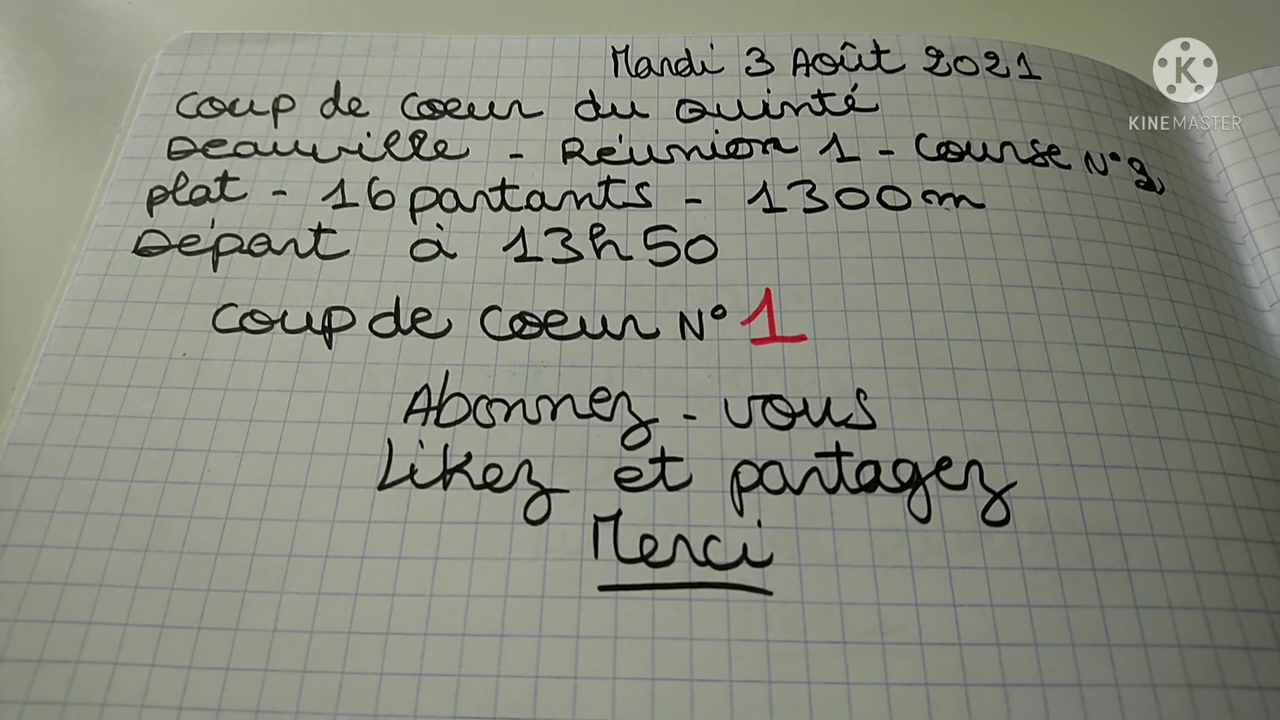 Mardi 3 Août 2021
Coup de coeur du Quinté
Deauville - Réunion 1 - Course N° 2
plat - 16 partants - 1300m
Départ à 13h50
Coup de coeur N° 1
Abonnez-vous
Likez et partagez
Merci
KINEMASTER